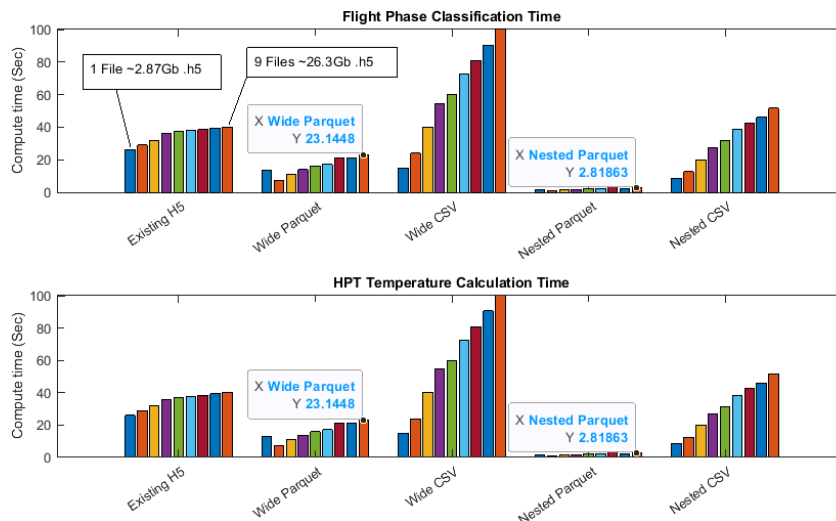 Flight Phase Classification Time
Compute time (Sec)
100
80
60
40
20
0
1 File ~2.87Gb .h5
9 Files ~26.3Gb .h5
X Wide Parquet
Y 23.1448
X Nested Parquet
Y 2.81863
Existing H5
Wide Parquet
Wide CSV
Nested Parquet
Nested CSV
HPT Temperature Calculation Time
Compute time (Sec)
100
80
60
40
20
0
X Wide Parquet
Y 23.1448
X Nested Parquet
Y 2.81863
Existing H5
Wide Parquet
Wide CSV
Nested Parquet
Nested CSV